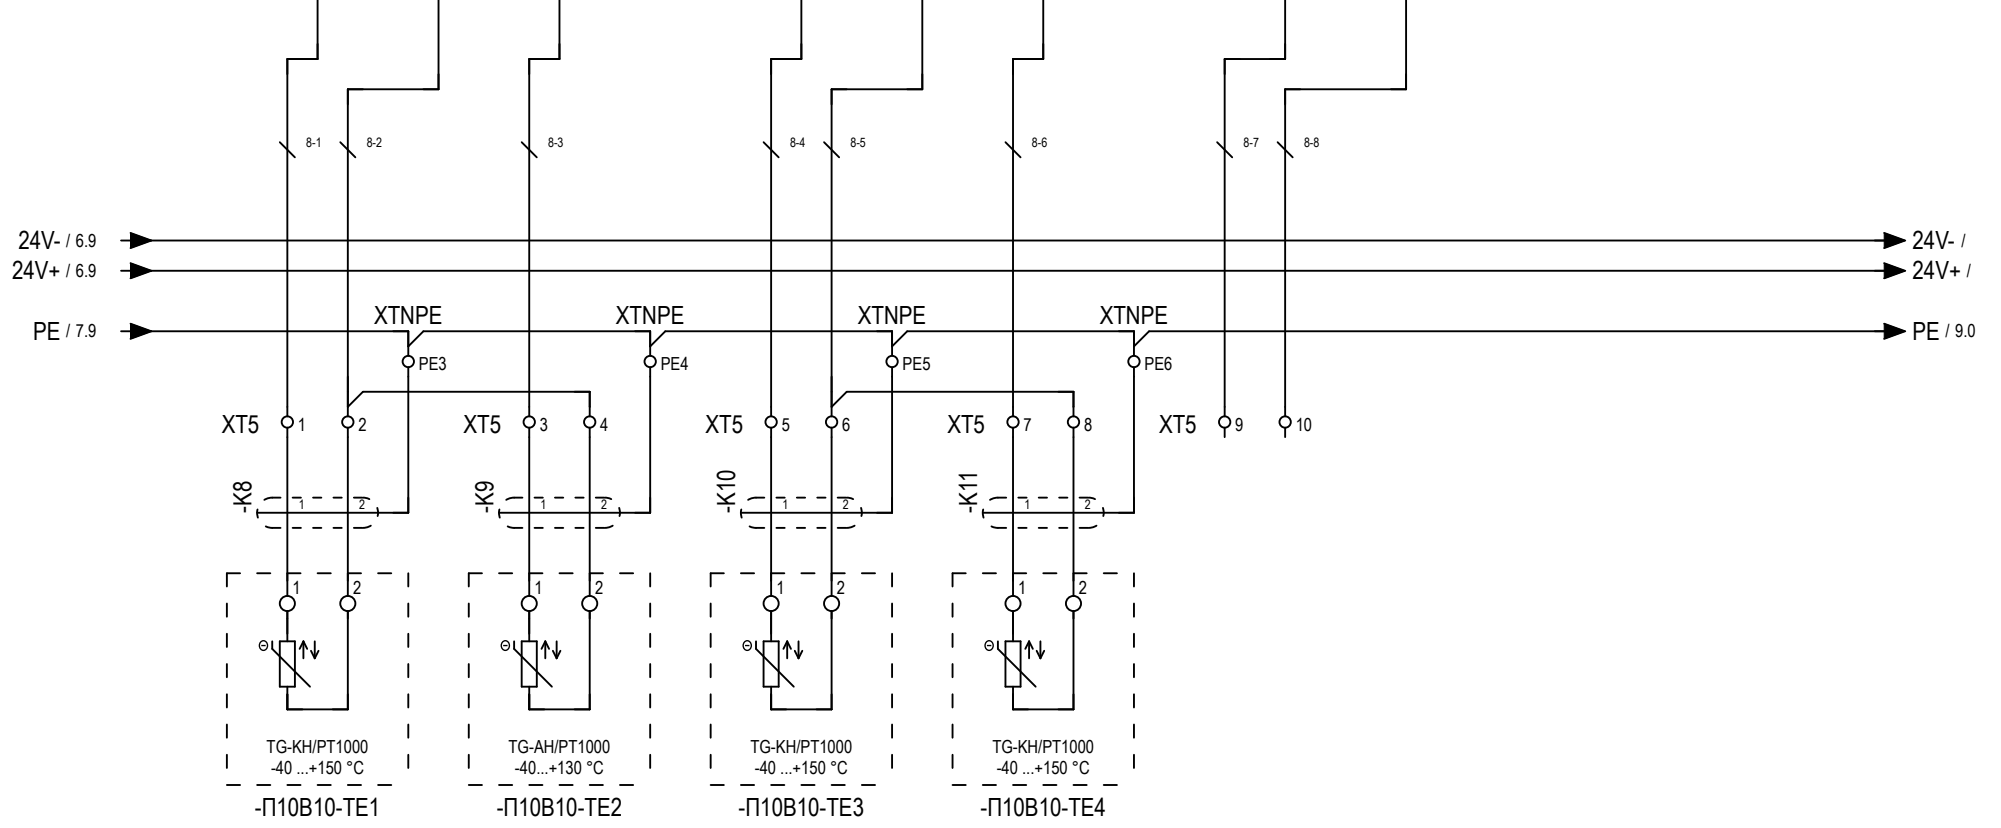 8-1 8-2 8-3 8-4 8-5 8-6 8-7 8-8
24V- / 6.9 24V- /
24V+ / 6.9 24V+ /
XTNPE XTNPE XTNPE XTNPE
PE / 7.9 PE / 9.0
PE3 PE4 PE5 PE6
XT5 1 2 XT5 3 4 XT5 5 6 XT5 7 8 XT5 9 10
-K8 1 2 -K9 1 2 -K10 1 2 -K11 1 2
1 2 1 2 1 2 1 2
Θ Θ Θ Θ
TG-KH/PT1000 TG-AH/PT1000 TG-KH/PT1000 TG-KH/PT1000
-40 ...+150 °C -40...+130 °C -40 ...+150 °C -40 ...+150 °C
-П10В10-TE1 -П10В10-TE2 -П10В10-TE3 -П10В10-TE4